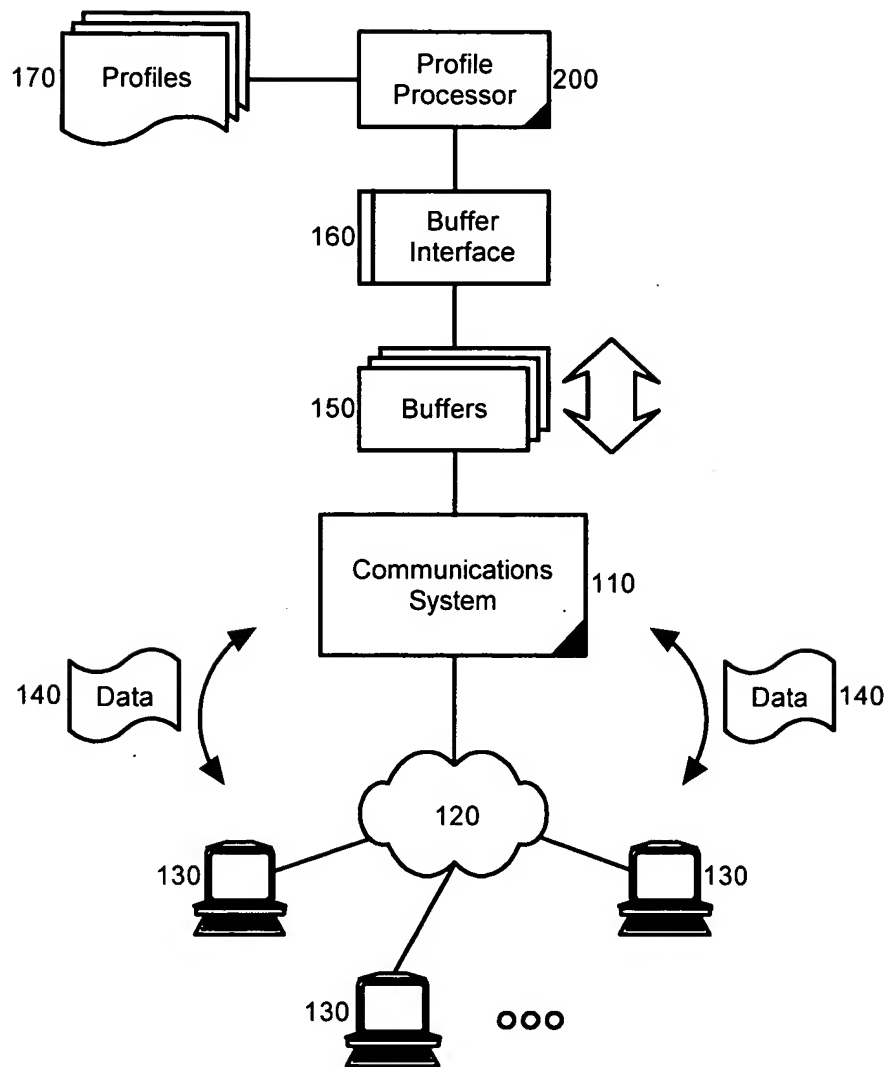 170
Profiles
Profile
Processor
200
160
Buffer
Interface
150
Buffers
Communications
System
110
140
Data
Data
140
120
130
130
130